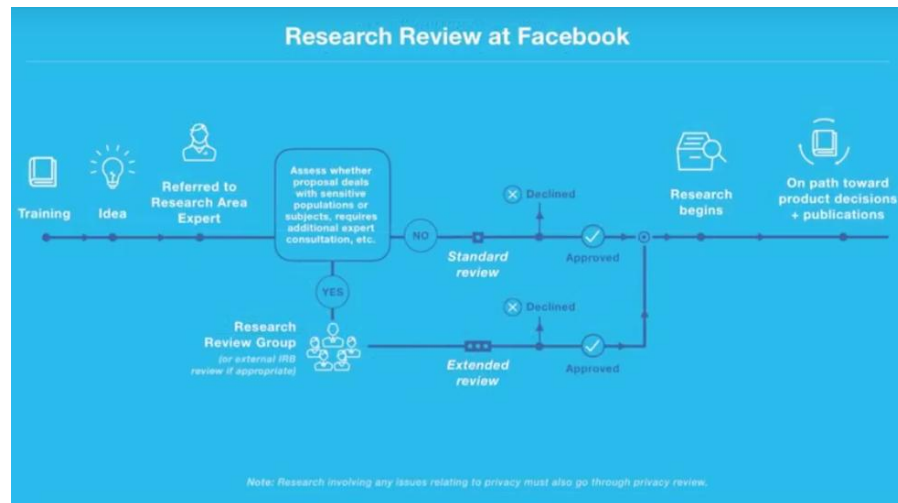 Research Review at Facebook
Training
Idea
Referred to
Research Area
Expert
Assess whether
proposal deals
with sensitive
populations or
subjects, requires
additional expert
consultation, etc.
NO
Standard
review
Declined
Approved
Research
begins
On path toward
product decisions
+ publications
YES
Research
Review Group
(or external IRB
review if appropriate)
Extended
review
Declined
Approved
Note: Research involving any issues relating to privacy must also go through privacy review.